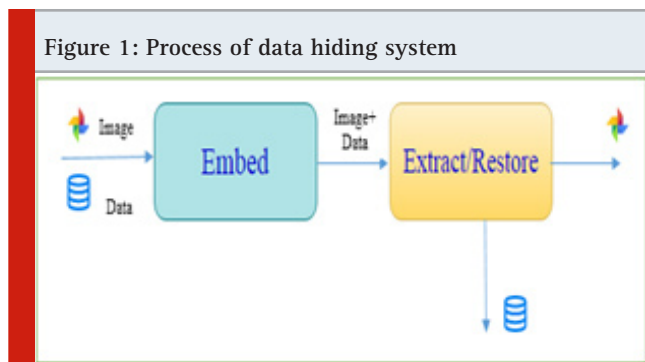 Figure 1: Process of data hiding system
Image
Data
Embed
Image+
Data
Extract/Restore